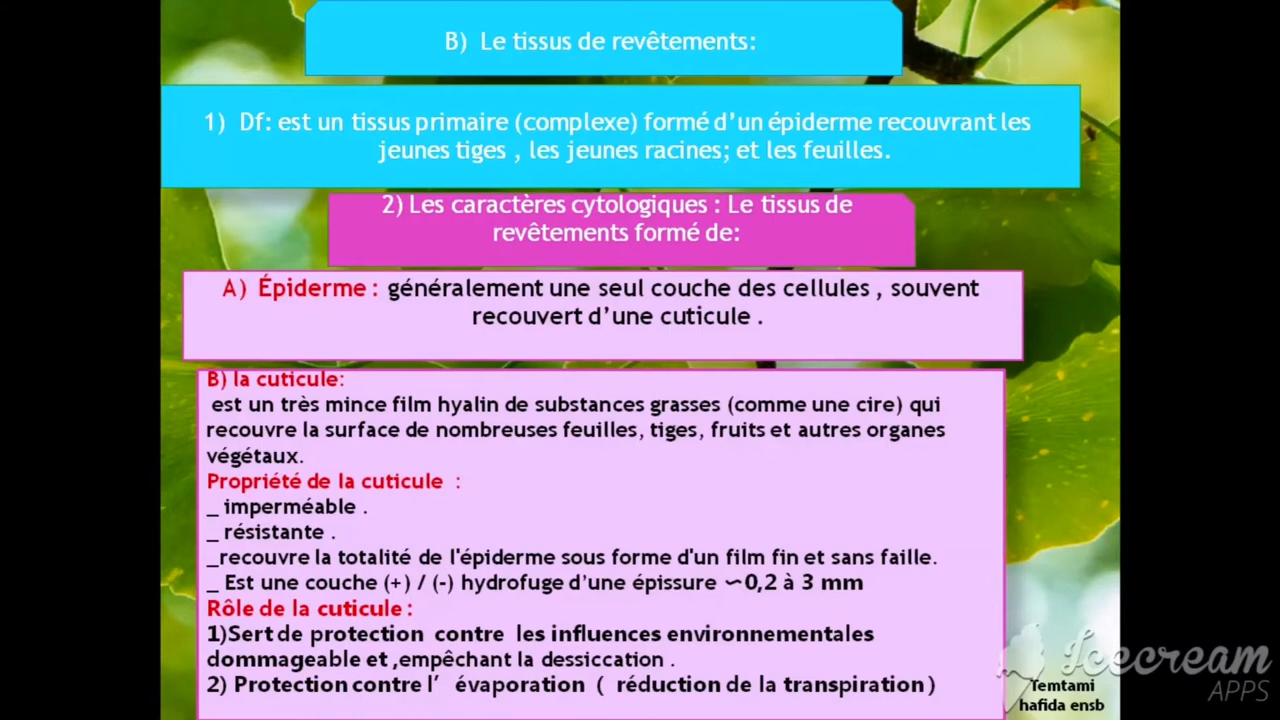 B) Le tissus de revêtements:
1) Df: est un tissus primaire (complexe) formé d'un épiderme recouvrant les
jeunes tiges , les jeunes racines; et les feuilles.
2) Les caractères cytologiques : Le tissus de
revêtements formé de:
A) Épiderme : généralement une seul couche des cellules , souvent
recouvert d'une cuticule .
B) la cuticule:
est un très mince film hyalin de substances grasses (comme une cire) qui
recouvre la surface de nombreuses feuilles, tiges, fruits et autres organes
végétaux.
Propriété de la cuticule :
_ imperméable .
_ résistante .
_recouvre la totalité de l'épiderme sous forme d'un film fin et sans faille.
_ Est une couche (+) / (-) hydrofuge d'une épissure ∽0,2 à 3 mm
Rôle de la cuticule :
1)Sert de protection contre les influences environnementales
dommageable et ,empêchant la dessiccation .
2) Protection contre l' évaporation ( réduction de la transpiration )
Icecream
APPS
Temtami
hafida ensb